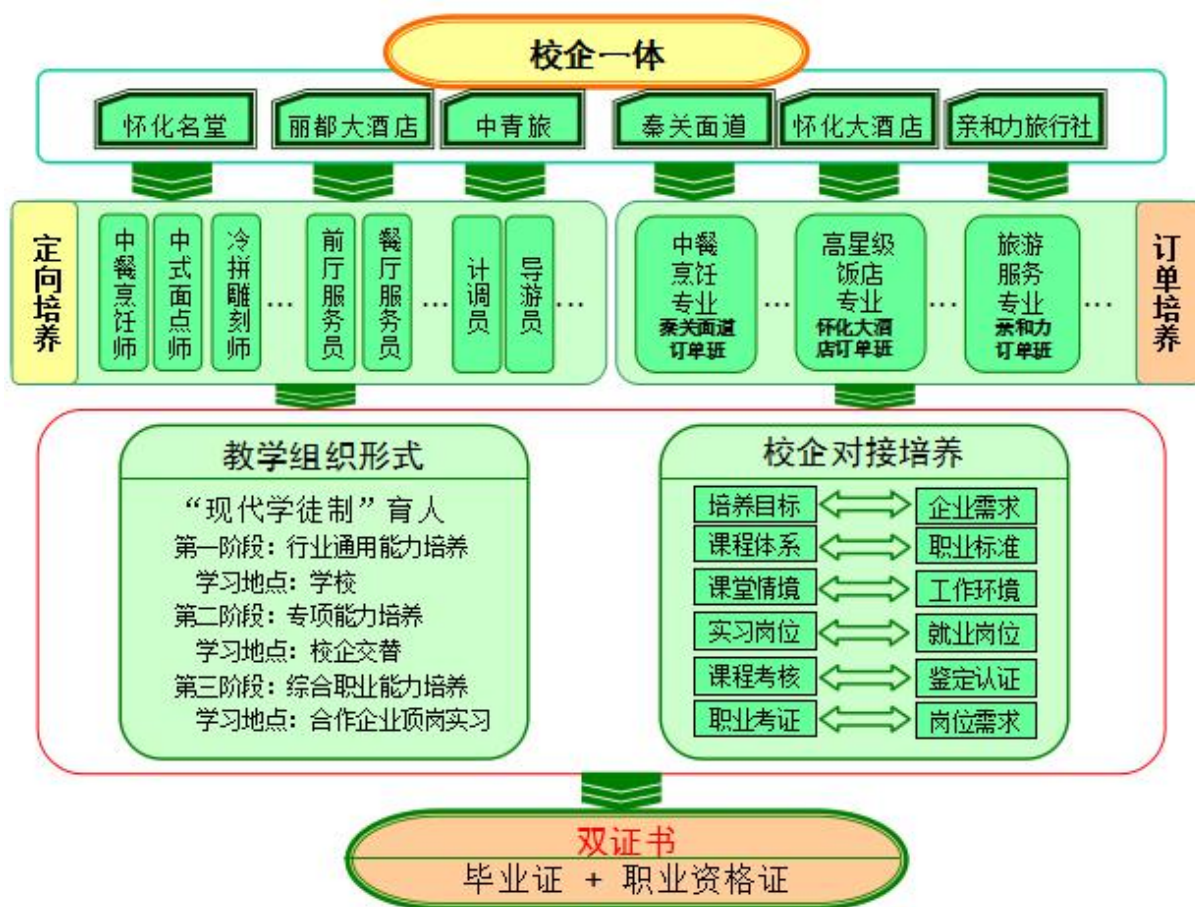 校企一体
怀化名堂
丽都大酒店
中青旅
秦关面道
怀化大酒店
亲和力旅行社
定向培养
中餐烹饪师
中式面点师
冷拼雕刻师
…
前厅服务员
餐厅服务员
…
计调员
导游员
…
中餐
烹饪
专业
秦关面道
订单班
…
高星级
饭店
专业
怀化大酒
店订单班
…
旅游
服务
专业
亲和力
订单班
…
订单培养
教学组织形式
“现代学徒制”育人
第一阶段：行业通用能力培养
学习地点：学校
第二阶段：专项能力培养
学习地点：校企交替
第三阶段：综合职业能力培养
学习地点：合作企业顶岗实习
校企对接培养
培养目标 企业需求
课程体系 职业标准
课堂情境 工作环境
实习岗位 就业岗位
课程考核 鉴定认证
职业考证 岗位需求
双证书
毕业证 + 职业资格证